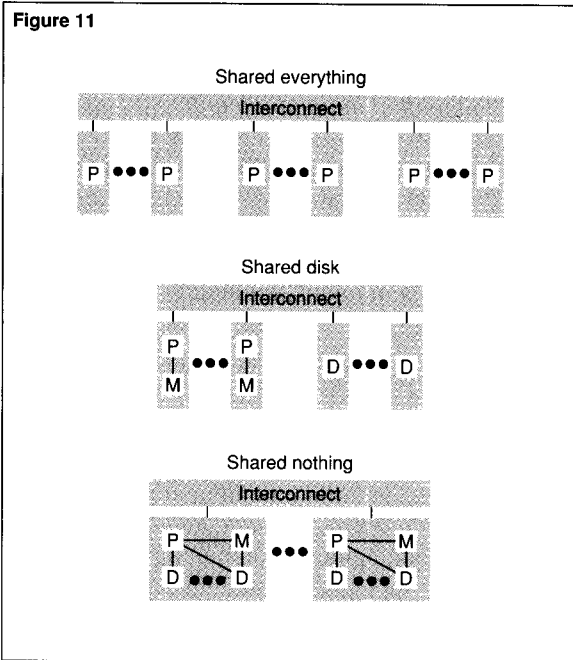 Figure 11
Shared everything
Interconnect
P ●●● P P ●●● P P ●●● P
Shared disk
Interconnect
P P
●●● D ●●● D
M M
Shared nothing
Interconnect
P M P M
●●●
D ●●● D D ●●● D